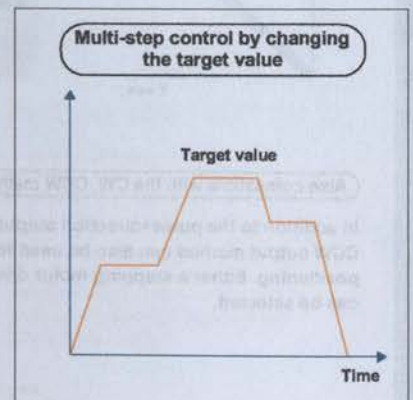 Multi-step control by changing
the target value
Target value
Time